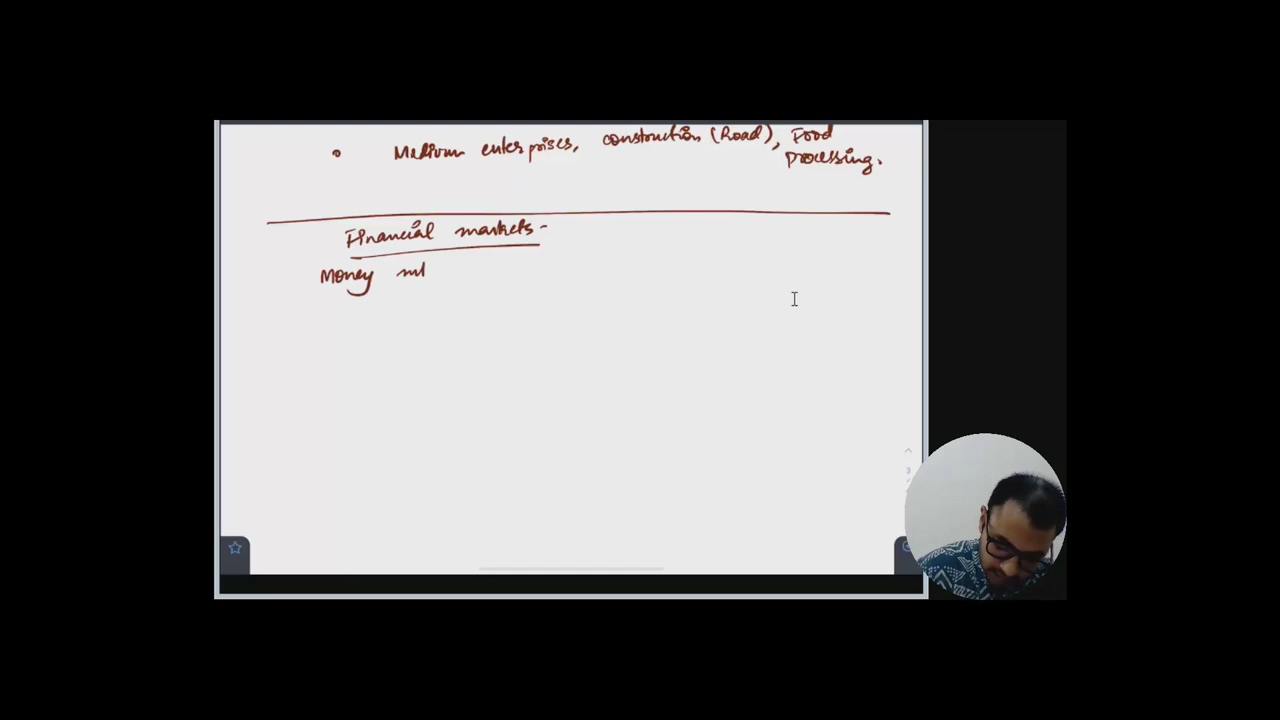 • Medium enterprises, construction (Road), Food
processing.
Financial markets -
Money